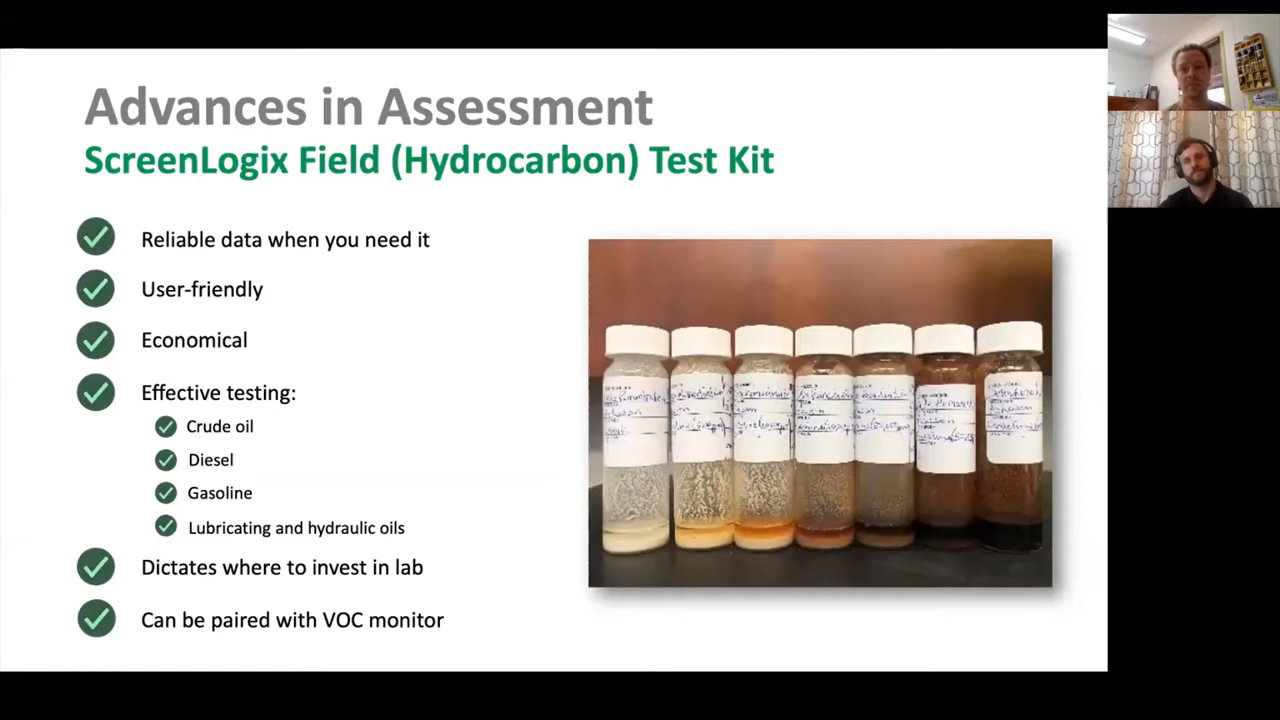 Advances in Assessment
ScreenLogix Field (Hydrocarbon) Test Kit
Reliable data when you need it
User-friendly
Economical
Effective testing:
Crude oil
Diesel
Gasoline
Lubricating and hydraulic oils
Dictates where to invest in lab
Can be paired with VOC monitor